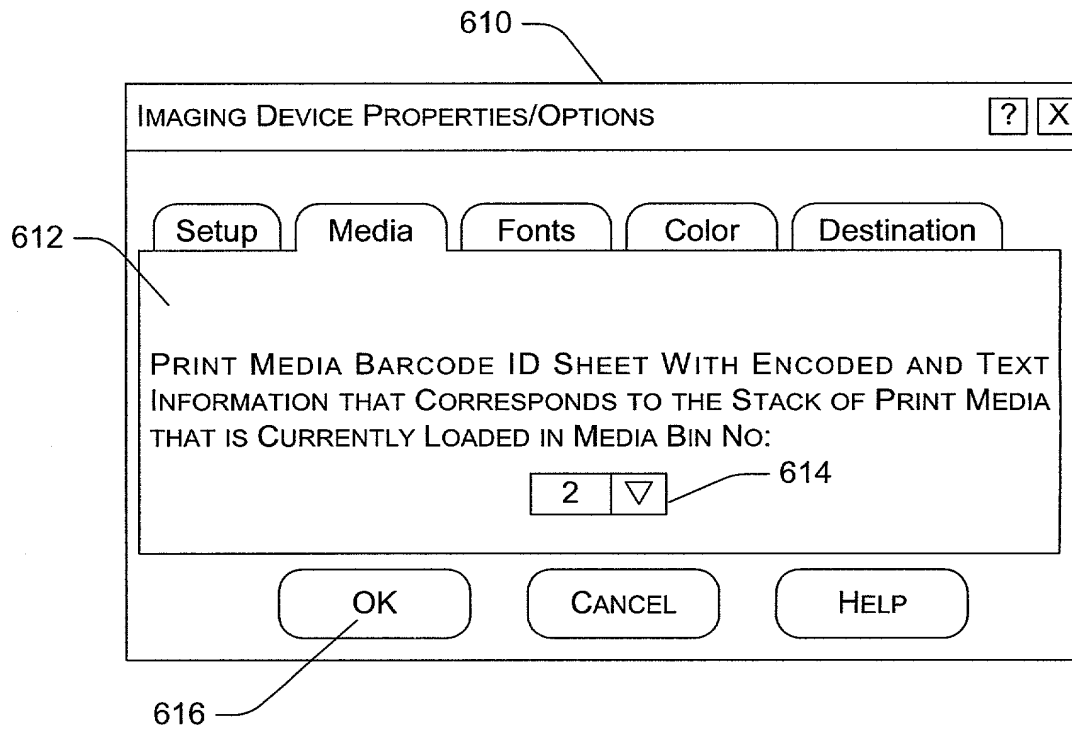 610
IMAGING DEVICE PROPERTIES/OPTIONS ? X
612
Setup Media Fonts Color Destination
PRINT MEDIA BARCODE ID SHEET WITH ENCODED AND TEXT
INFORMATION THAT CORRESPONDS TO THE STACK OF PRINT MEDIA
THAT IS CURRENTLY LOADED IN MEDIA BIN NO:
2
614
OK CANCEL HELP
616